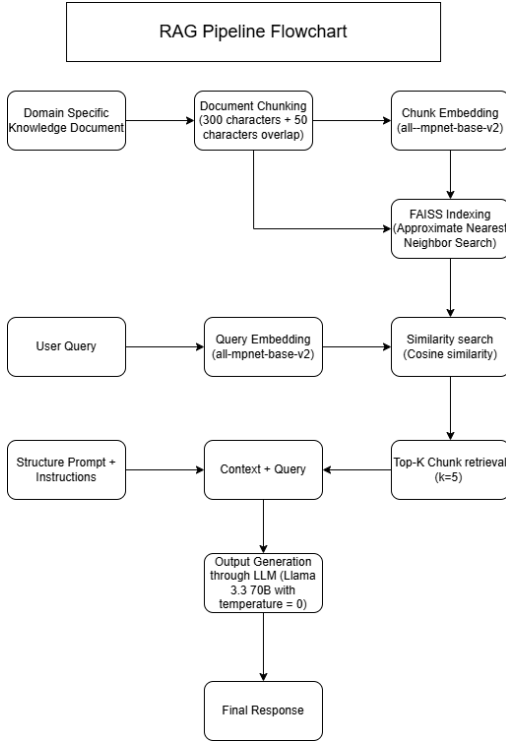 RAG Pipeline Flowchart
Domain Specific
Knowledge Document
Document Chunking
(300 characters + 50
characters overlap)
Chunk Embedding
(all--mpnet-base-v2)
FAISS Indexing
(Approximate Nearest
Neighbor Search)
User Query
Query Embedding
(all-mpnet-base-v2)
Similarity search
(Cosine similarity)
Structure Prompt +
Instructions
Context + Query
Top-K Chunk retrieval
(k=5)
Output Generation
through LLM (Llama
3.3 70B with
temperature = 0)
Final Response